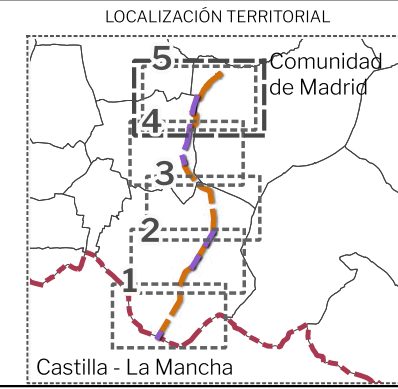 LOCALIZACIÓN TERRITORIAL
5
Comunidad
de Madrid
4
3
2
1
Castilla - La Mancha